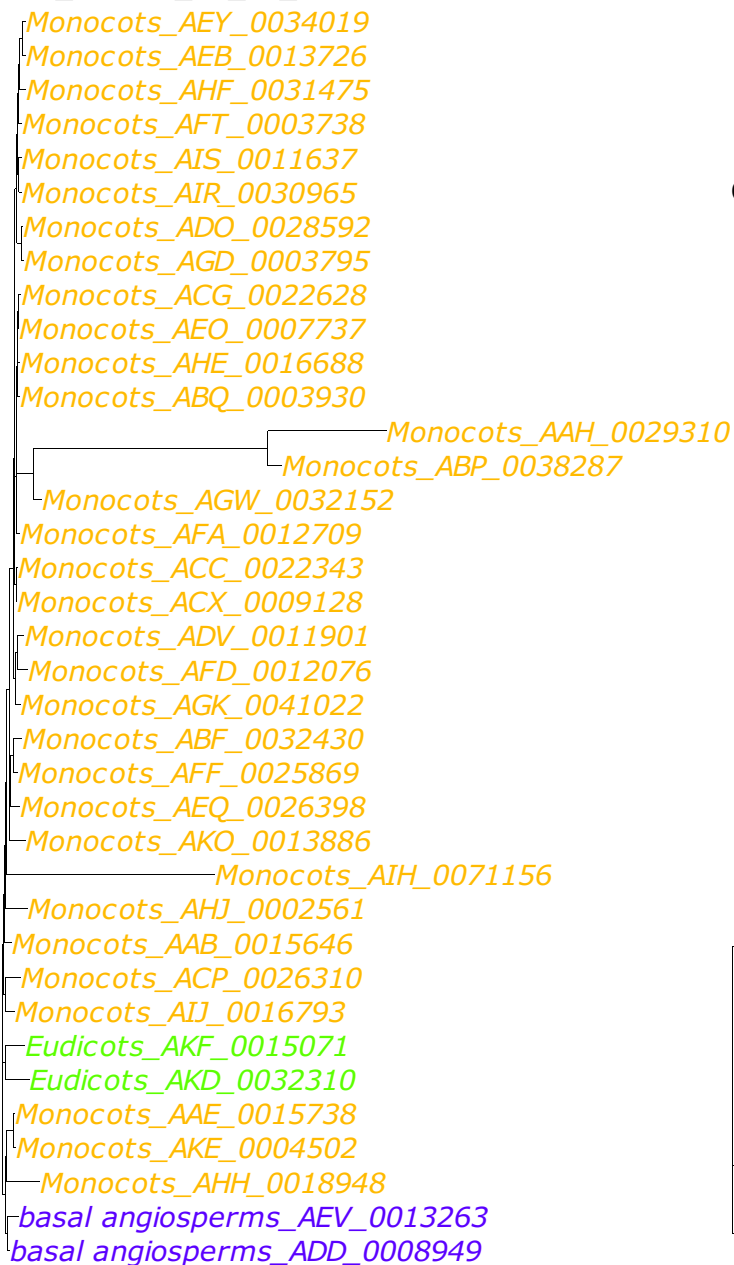 Monocots_AEY_0034019
Monocots_AEB_0013726
Monocots_AHF_0031475
Monocots_AFT_0003738
Monocots_AIS_0011637
Monocots_AIR_0030965
Monocots_ADO_0028592
Monocots_AGD_0003795
Monocots_ACG_0022628
Monocots_AEO_0007737
Monocots_AHE_0016688
Monocots_ABQ_0003930
Monocots_AAH_0029310
Monocots_ABP_0038287
Monocots_AGW_0032152
Monocots_AFA_0012709
Monocots_ACC_0022343
Monocots_ACX_0009128
Monocots_ADV_0011901
Monocots_AFD_0012076
Monocots_AGK_0041022
Monocots_ABF_0032430
Monocots_AFF_0025869
Monocots_AEQ_0026398
Monocots_AKO_0013886
Monocots_AIH_0071156
Monocots_AHJ_0002561
Monocots_AAB_0015646
Monocots_ACP_0026310
Monocots_AIJ_0016793
Eudicots_AKF_0015071
Eudicots_AKD_0032310
Monocots_AAE_0015738
Monocots_AKE_0004502
Monocots_AHH_0018948
basal angiosperms_AEV_0013263
basal angiosperms_ADD_0008949